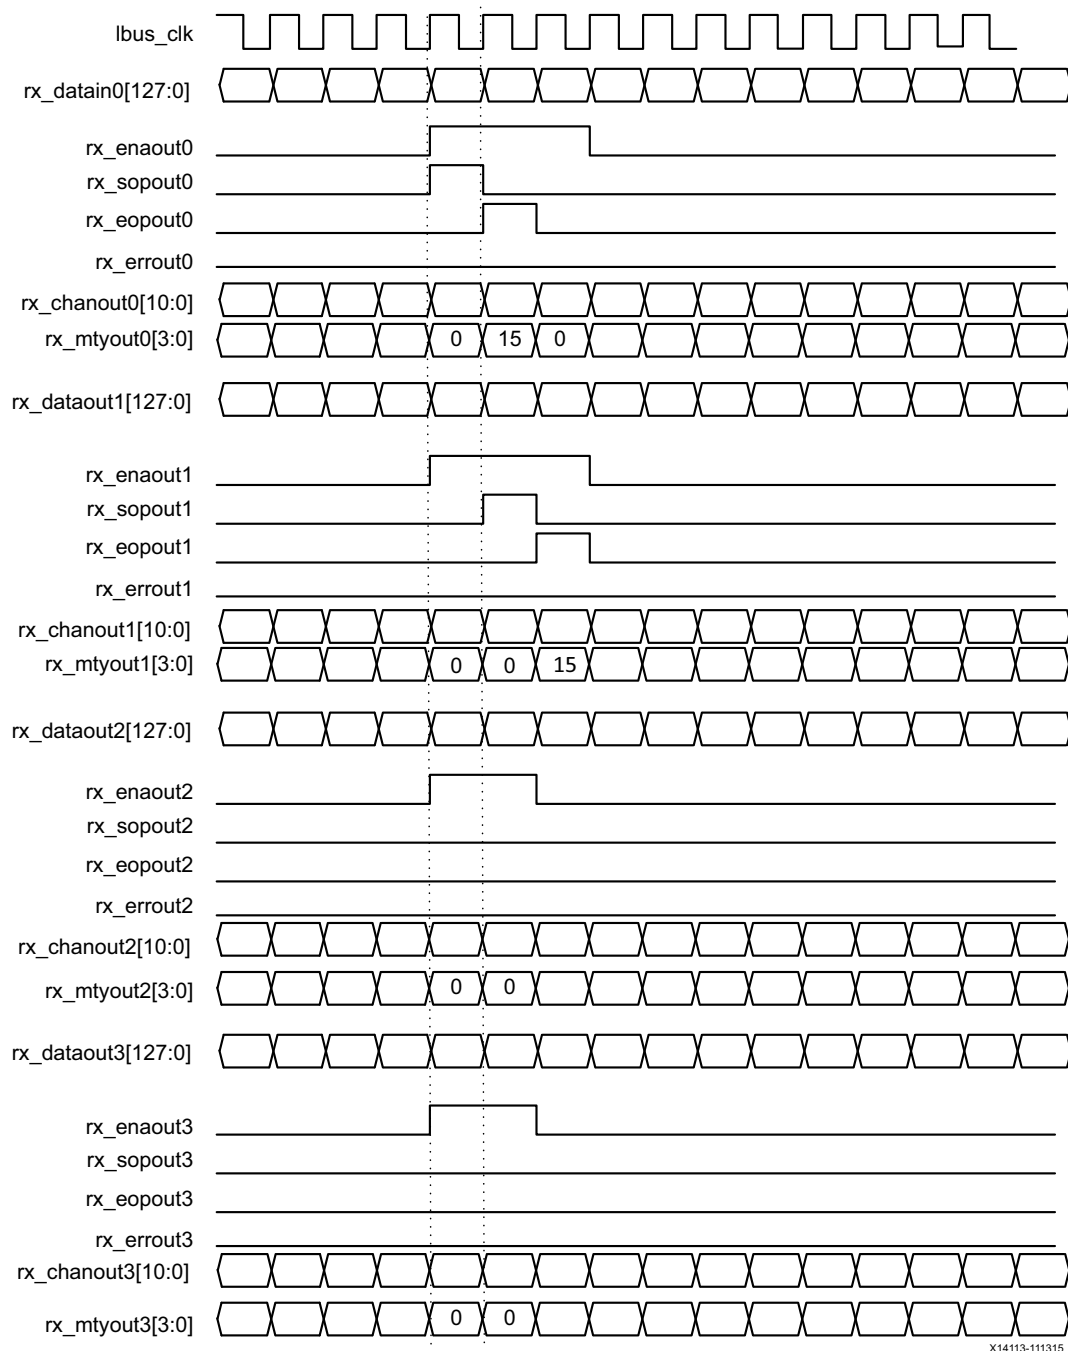 lbus_clk
rx_datain0[127:0]
rx_enaout0
rx_sopout0
rx_eopout0
rx_errout0
rx_chanout0[10:0]
rx_mtyout0[3:0] 0 15 0
rx_dataout1[127:0]
rx_enaout1
rx_sopout1
rx_eopout1
rx_errout1
rx_chanout1[10:0]
rx_mtyout1[3:0] 0 0 15
rx_dataout2[127:0]
rx_enaout2
rx_sopout2
rx_eopout2
rx_errout2
rx_chanout2[10:0]
rx_mtyout2[3:0] 0 0
rx_dataout3[127:0]
rx_enaout3
rx_sopout3
rx_eopout3
rx_errout3
rx_chanout3[10:0]
rx_mtyout3[3:0] 0 0
X14113-111315